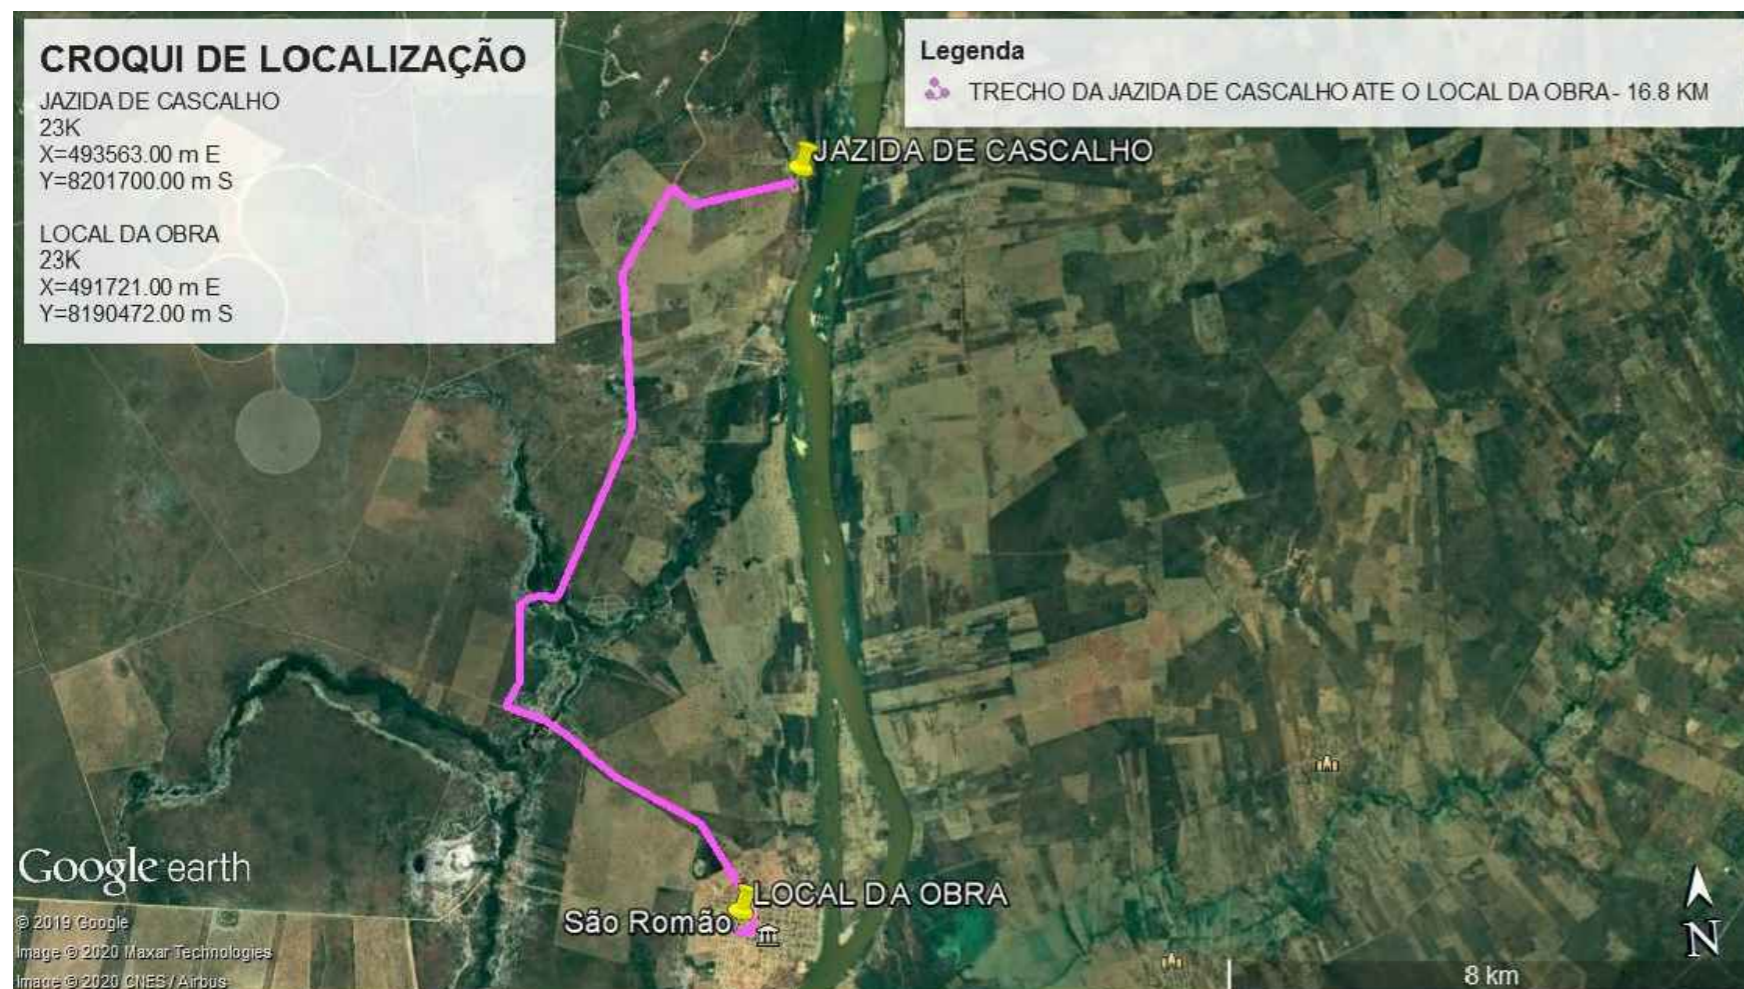 CROQUI DE LOCALIZAÇÃO
JAZIDA DE CASCALHO
23K
X=493563.00 m E
Y=8201700.00 m S
LOCAL DA OBRA
23K
X=491721.00 m E
Y=8190472.00 m S
Legenda
TRECHO DA JAZIDA DE CASCALHO ATE O LOCAL DA OBRA- 16.8 KM
JAZIDA DE CASCALHO
LOCAL DA OBRA
São Romão
Google earth
© 2019 Google
Image © 2020 Maxar Technologies
Image © 2020 CNES / Airbus
N
8 km